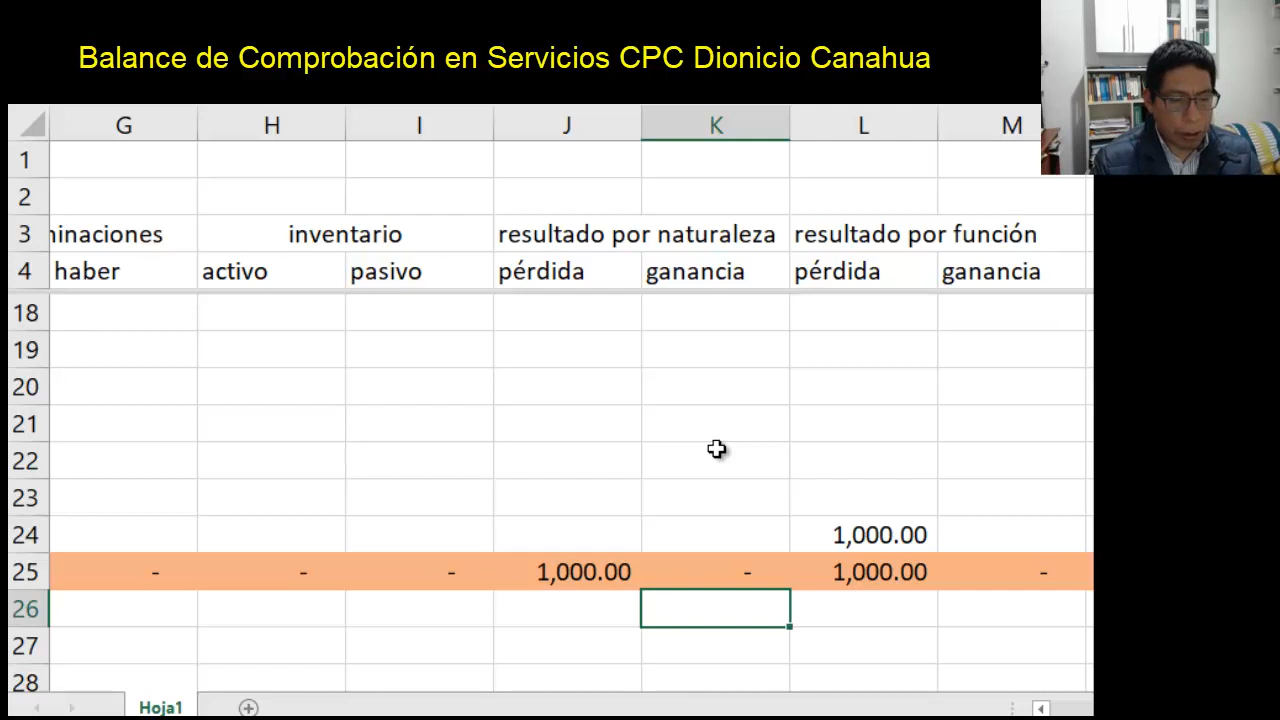 Balance de Comprobación en Servicios CPC Dionicio Canahua
G H I J K L M
1
2
3 inaciones inventario resultado por naturaleza resultado por función
4 haber activo pasivo pérdida ganancia pérdida ganancia
18
19
20
21
22
23
24 1,000.00
25 - - - 1,000.00 - 1,000.00 -
26
27
28
Hoja1